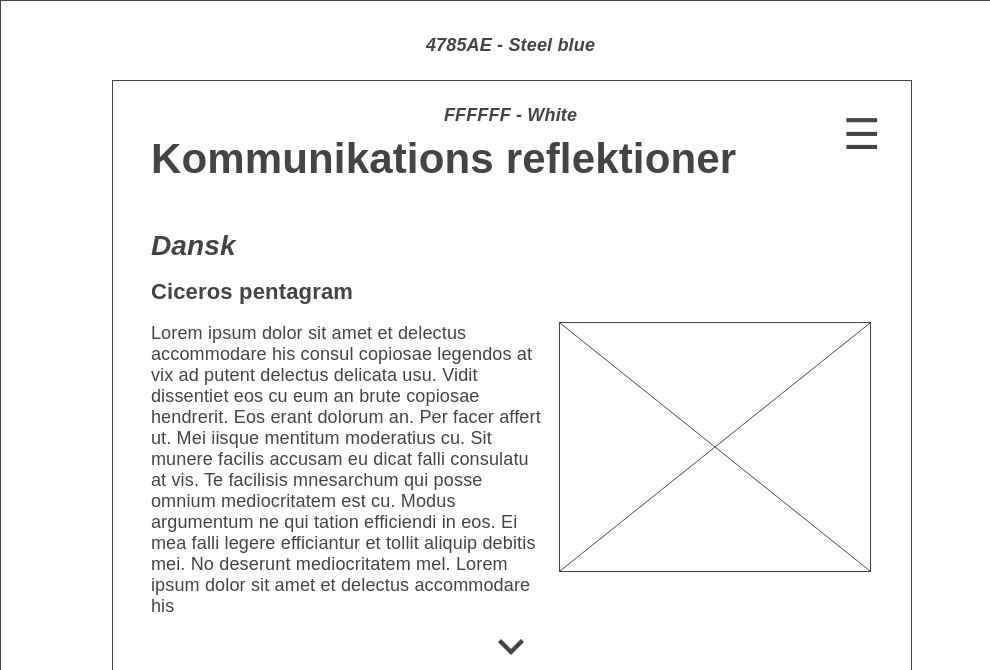 4785AE - Steel blue
FFFFFF - White
Kommunikations reflektioner
Dansk
Ciceros pentagram
Lorem ipsum dolor sit amet et delectus
accommodare his consul copiosae legendos at
vix ad putent delectus delicata usu. Vidit
dissentiet eos cu eum an brute copiosae
hendrerit. Eos erant dolorum an. Per facer affert
ut. Mei iisque mentitum moderatius cu. Sit
munere facilis accusam eu dicat falli consulatu
at vis. Te facilisis mnesarchum qui posse
omnium mediocritatem est cu. Modus
argumentum ne qui tation efficiendi in eos. Ei
mea falli legere efficiantur et tollit aliquip debitis
mei. No deserunt mediocritatem mel. Lorem
ipsum dolor sit amet et delectus accommodare
his